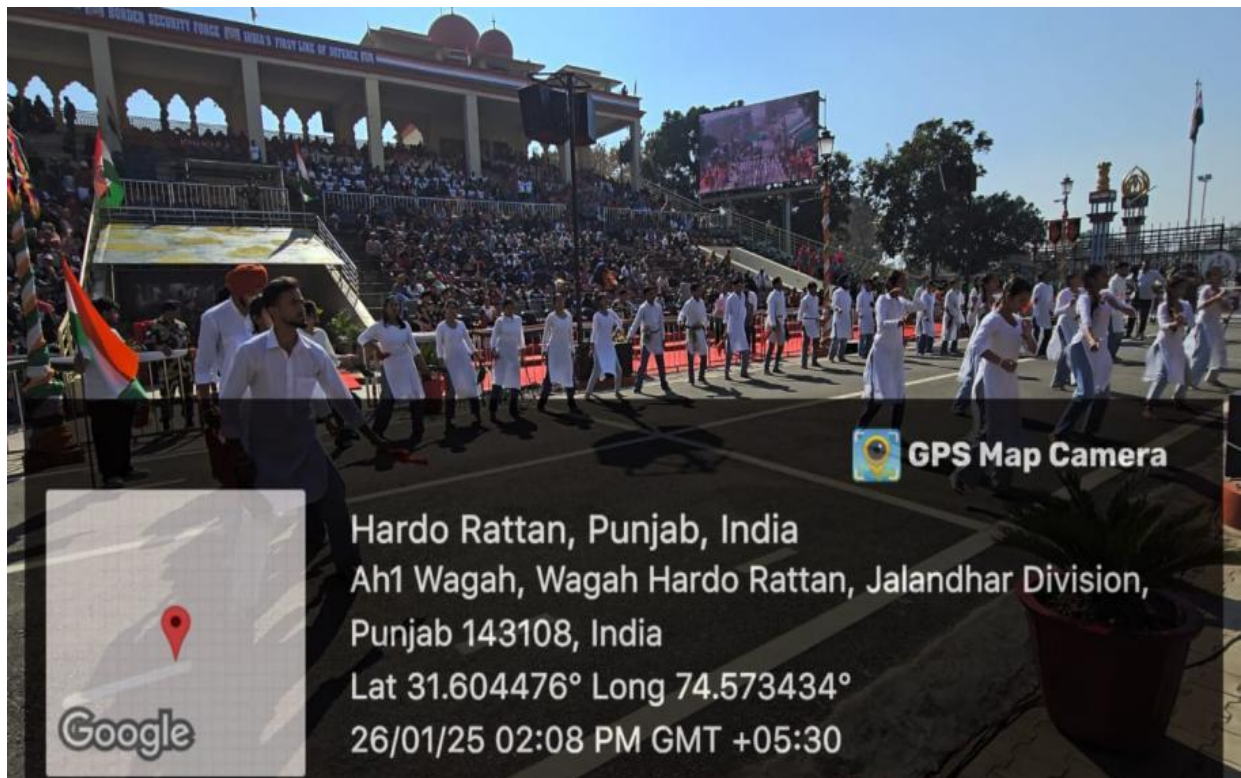 BORDER SECURITY FORCE INDIA'S FIRST LINE OF DEFENCE
GPS Map Camera
Hardo Rattan, Punjab, India
Ah1 Wagah, Wagah Hardo Rattan, Jalandhar Division,
Punjab 143108, India
Lat 31.604476° Long 74.573434°
26/01/25 02:08 PM GMT +05:30
Google